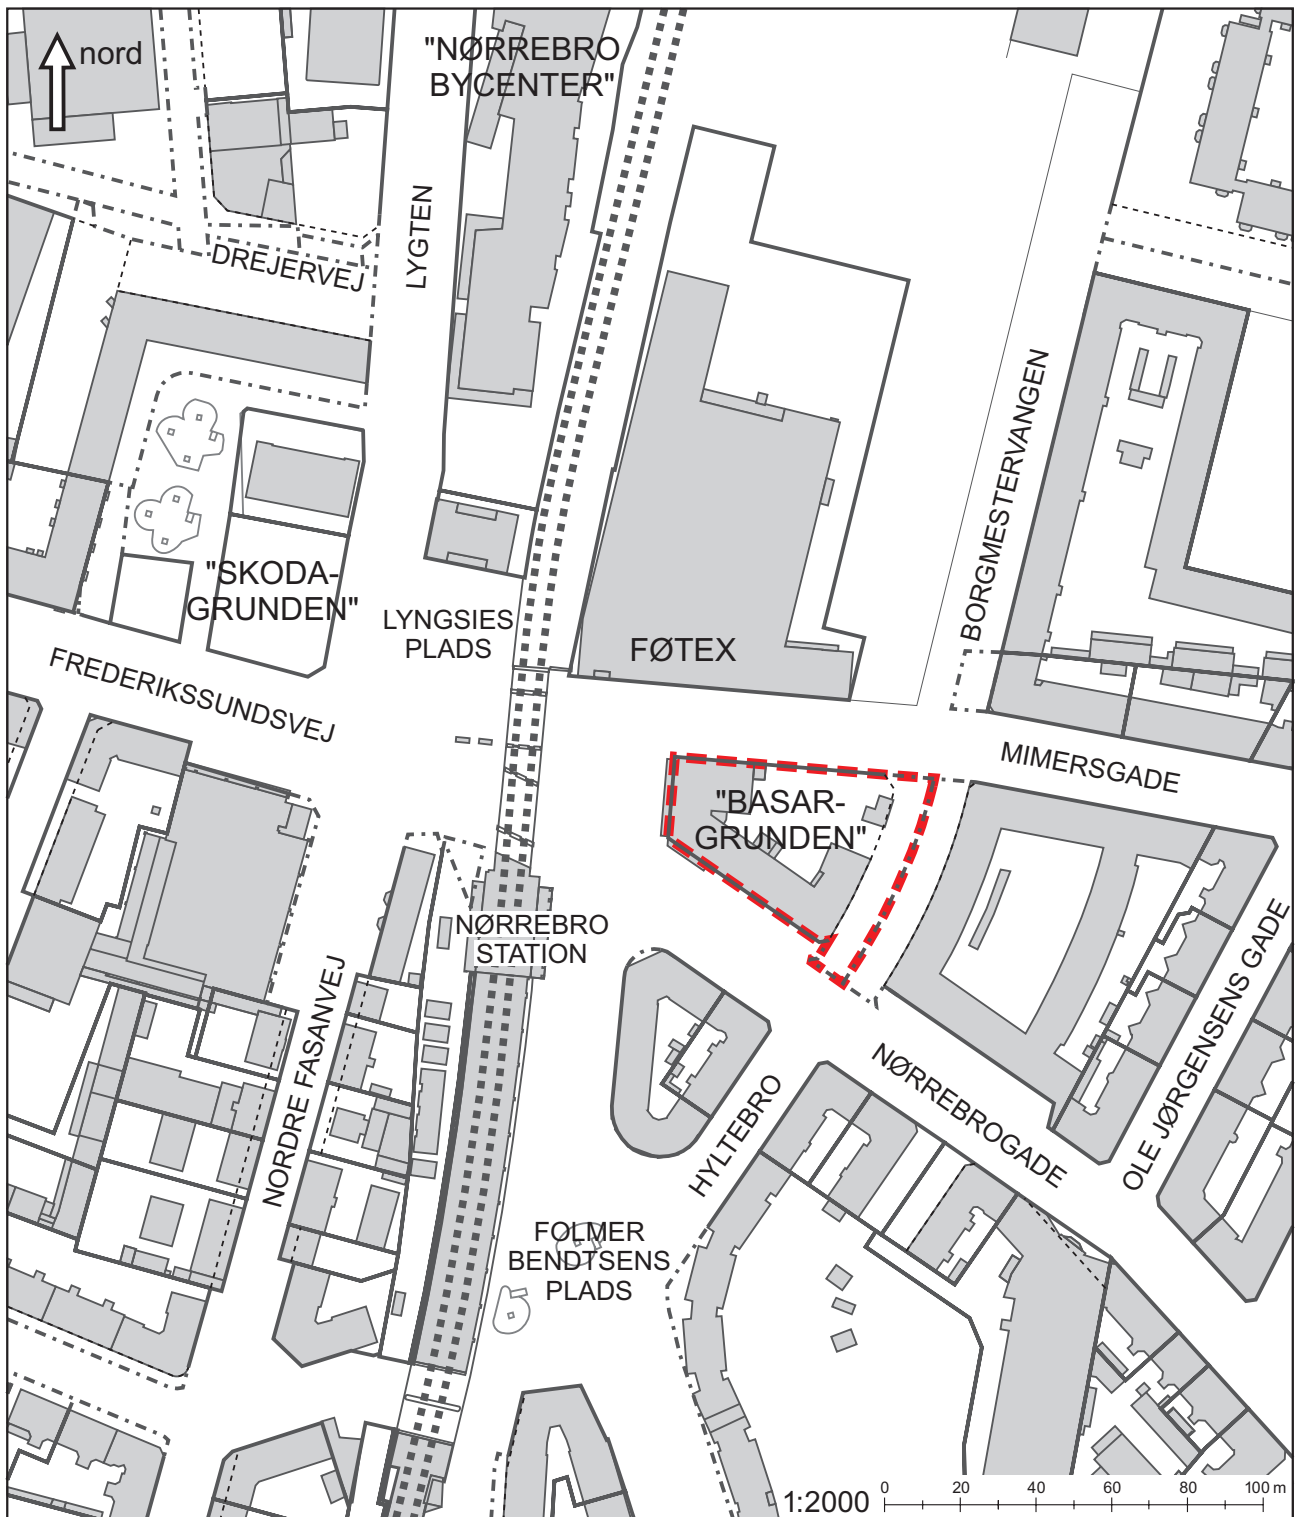 nord
"NØRREBRO
BYCENTER"
LYGTEN
DREJERVEJ
BORGMESTERVANGEN
"SKODA-
GRUNDEN"
LYNGSIES
PLADS
FØTEX
FREDERIKSSUNDSVEJ
MIMERSGADE
"BASAR-
GRUNDEN"
NØRREBRO
STATION
NORDRE FASANVEJ
HYLTEBRO
NØRREBROGADE
OLE JØRGENSENS GADE
FOLMER
BENDTSENS
PLADS
1:2000
0 20 40 60 80 100 m